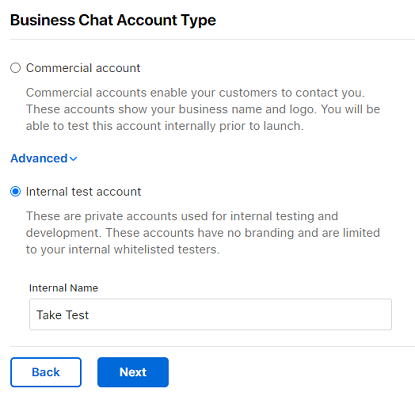 Business Chat Account Type
Commercial account
Commercial accounts enable your customers to contact you.
These accounts show your business name and logo. You will be
able to test this account internally prior to launch.
Advanced
Internal test account
These are private accounts used for internal testing and
development. These accounts have no branding and are limited
to your internal whitelisted testers.
Internal Name
Take Test
Back Next